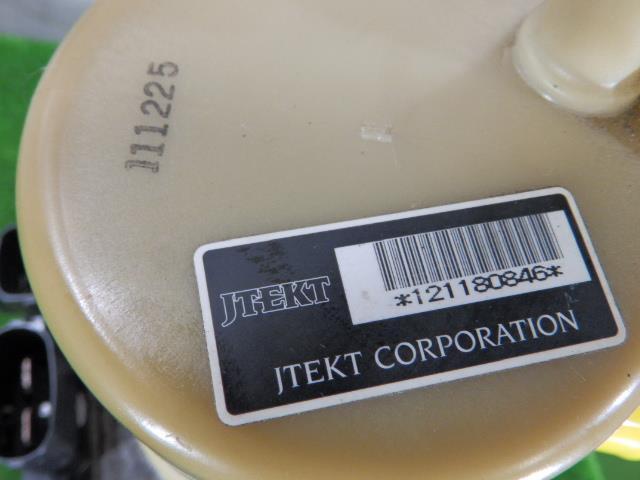 111225
JTEKT
*121180846*
JTEKT CORPORATION